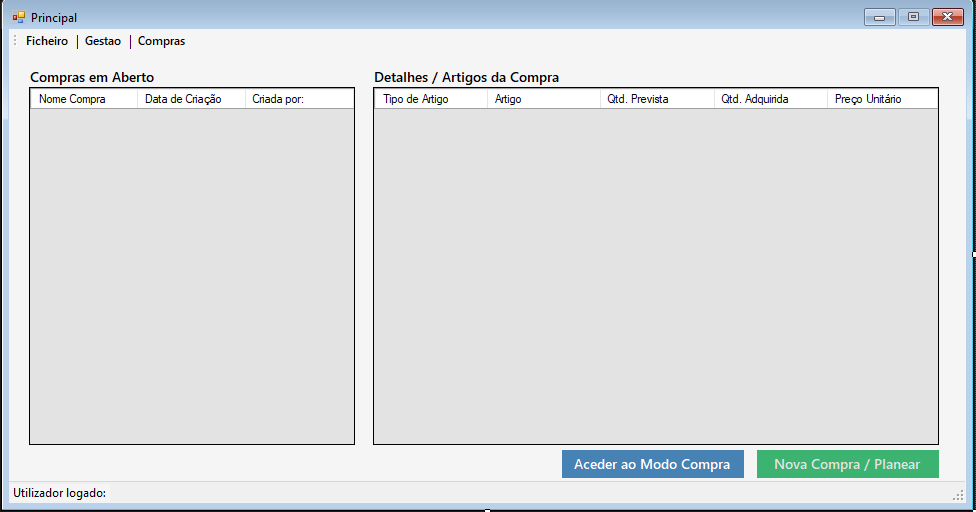 Principal
Ficheiro | Gestao | Compras
Compras em Aberto
Detalhes / Artigos da Compra
Nome Compra Data de Criação Criada por:
Tipo de Artigo Artigo Qtd. Prevista Qtd. Adquirida Preço Unitário
Aceder ao Modo Compra
Nova Compra / Planear
Utilizador logado: